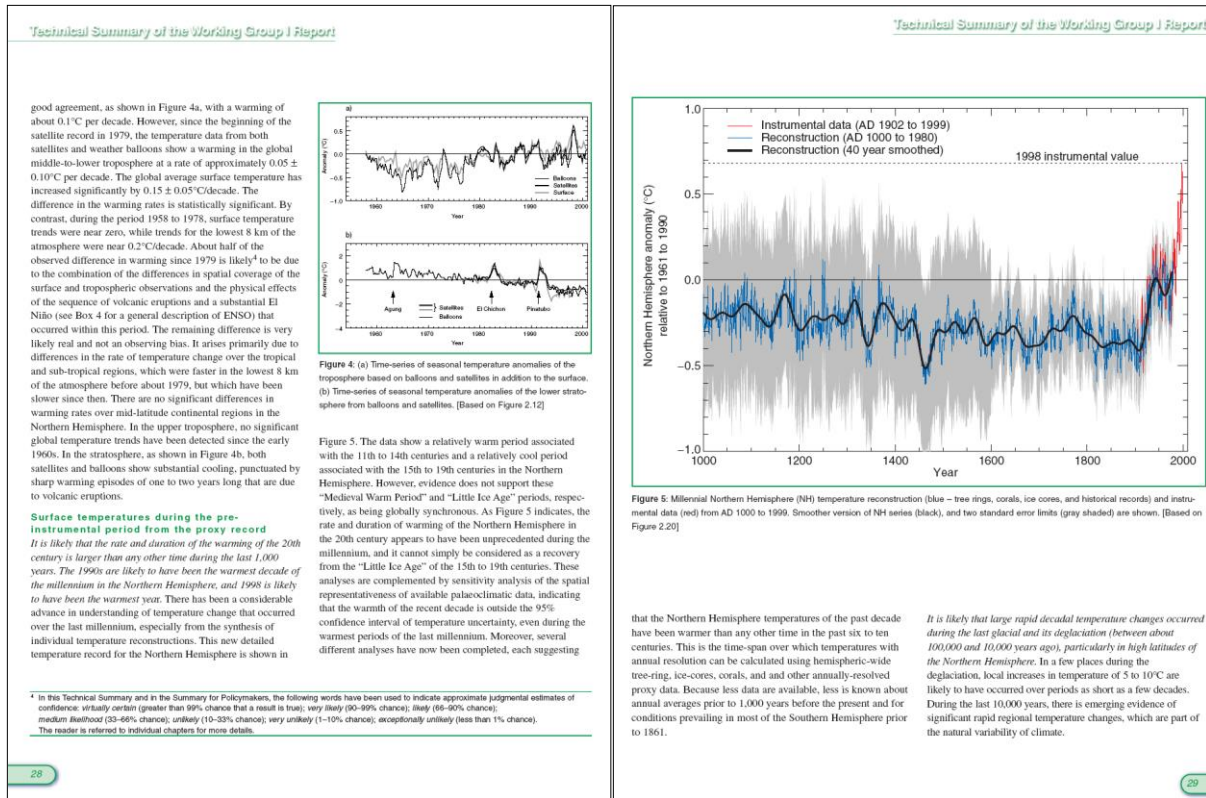 Technical Summary of the Working Group I Report
good agreement, as shown in Figure 4a, with a warming of
about 0.1°C per decade. However, since the beginning of the
satellite record in 1979, the temperature data from both
satellites and weather balloons show a warming in the global
middle-to-lower troposphere at a rate of approximately 0.05 ±
0.10°C per decade. The global average surface temperature has
increased significantly by 0.15 ± 0.05°C/decade. The
difference in the warming rates is statistically significant. By
contrast, during the period 1958 to 1978, surface temperature
trends were near zero, while trends for the lowest 8 km of the
atmosphere were near 0.2°C/decade. About half of the
observed difference in warming since 1979 is likely⁴ to be due
to the combination of the differences in spatial coverage of the
surface and tropospheric observations and the physical effects
of the sequence of volcanic eruptions and a substantial El
Niño (see Box 4 for a general description of ENSO) that
occurred within this period. The remaining difference is very
likely real and not an observing bias. It arises primarily due to
differences in the rate of temperature change over the tropical
and sub-tropical regions, which were faster in the lowest 8 km
of the atmosphere before about 1979, but which have been
slower since then. There are no significant differences in
warming rates over mid-latitude continental regions in the
Northern Hemisphere. In the upper troposphere, no significant
global temperature trends have been detected since the early
1960s. In the stratosphere, as shown in Figure 4b, both
satellites and balloons show substantial cooling, punctuated by
sharp warming episodes of one to two years long that are due
to volcanic eruptions.
Surface temperatures during the pre-
instrumental period from the proxy record
It is likely that the rate and duration of the warming of the 20th
century is larger than any other time during the last 1,000
years. The 1990s are likely to have been the warmest decade of
the millennium in the Northern Hemisphere, and 1998 is likely
to have been the warmest year. There has been a considerable
advance in understanding of temperature change that occurred
over the last millennium, especially from the synthesis of
individual temperature reconstructions. This new detailed
temperature record for the Northern Hemisphere is shown in
a)
0.5
0.0
−0.5
−1.0
Anomaly (°C)
Balloons
Satellites
Surface
1960 1970 1980 1990 2000
Year
b)
2
0
−2
−4
Anomaly (°C)
Agung
Satellites
Balloons
El Chichon
Pinatubo
1960 1970 1980 1990 2000
Year
Figure 4: (a) Time-series of seasonal temperature anomalies of the
troposphere based on balloons and satellites in addition to the surface.
(b) Time-series of seasonal temperature anomalies of the lower strato-
sphere from balloons and satellites. [Based on Figure 2.12]
Figure 5. The data show a relatively warm period associated
with the 11th to 14th centuries and a relatively cool period
associated with the 15th to 19th centuries in the Northern
Hemisphere. However, evidence does not support these
“Medieval Warm Period” and “Little Ice Age” periods, respec-
tively, as being globally synchronous. As Figure 5 indicates, the
rate and duration of warming of the Northern Hemisphere in
the 20th century appears to have been unprecedented during the
millennium, and it cannot simply be considered as a recovery
from the “Little Ice Age” of the 15th to 19th centuries. These
analyses are complemented by sensitivity analysis of the spatial
representativeness of available palaeoclimatic data, indicating
that the warmth of the recent decade is outside the 95%
confidence interval of temperature uncertainty, even during the
warmest periods of the last millennium. Moreover, several
different analyses have now been completed, each suggesting
⁴ In this Technical Summary and in the Summary for Policymakers, the following words have been used to indicate approximate judgmental estimates of
confidence: virtually certain (greater than 99% chance that a result is true); very likely (90–99% chance); likely (66–90% chance);
medium likelihood (33–66% chance); unlikely (10–33% chance); very unlikely (1–10% chance); exceptionally unlikely (less than 1% chance).
The reader is referred to individual chapters for more details.
28
Technical Summary of the Working Group I Report
1.0
0.5
0.0
−0.5
−1.0
Northern Hemisphere anomaly (°C)
relative to 1961 to 1990
Instrumental data (AD 1902 to 1999)
Reconstruction (AD 1000 to 1980)
Reconstruction (40 year smoothed)
1998 instrumental value
1000 1200 1400 1600 1800 2000
Year
Figure 5: Millennial Northern Hemisphere (NH) temperature reconstruction (blue – tree rings, corals, ice cores, and historical records) and instru-
mental data (red) from AD 1000 to 1999. Smoother version of NH series (black), and two standard error limits (gray shaded) are shown. [Based on
Figure 2.20]
that the Northern Hemisphere temperatures of the past decade
have been warmer than any other time in the past six to ten
centuries. This is the time-span over which temperatures with
annual resolution can be calculated using hemispheric-wide
tree-ring, ice-cores, corals, and and other annually-resolved
proxy data. Because less data are available, less is known about
annual averages prior to 1,000 years before the present and for
conditions prevailing in most of the Southern Hemisphere prior
to 1861.
It is likely that large rapid decadal temperature changes occurred
during the last glacial and its deglaciation (between about
100,000 and 10,000 years ago), particularly in high latitudes of
the Northern Hemisphere. In a few places during the
deglaciation, local increases in temperature of 5 to 10°C are
likely to have occurred over periods as short as a few decades.
During the last 10,000 years, there is emerging evidence of
significant rapid regional temperature changes, which are part of
the natural variability of climate.
29